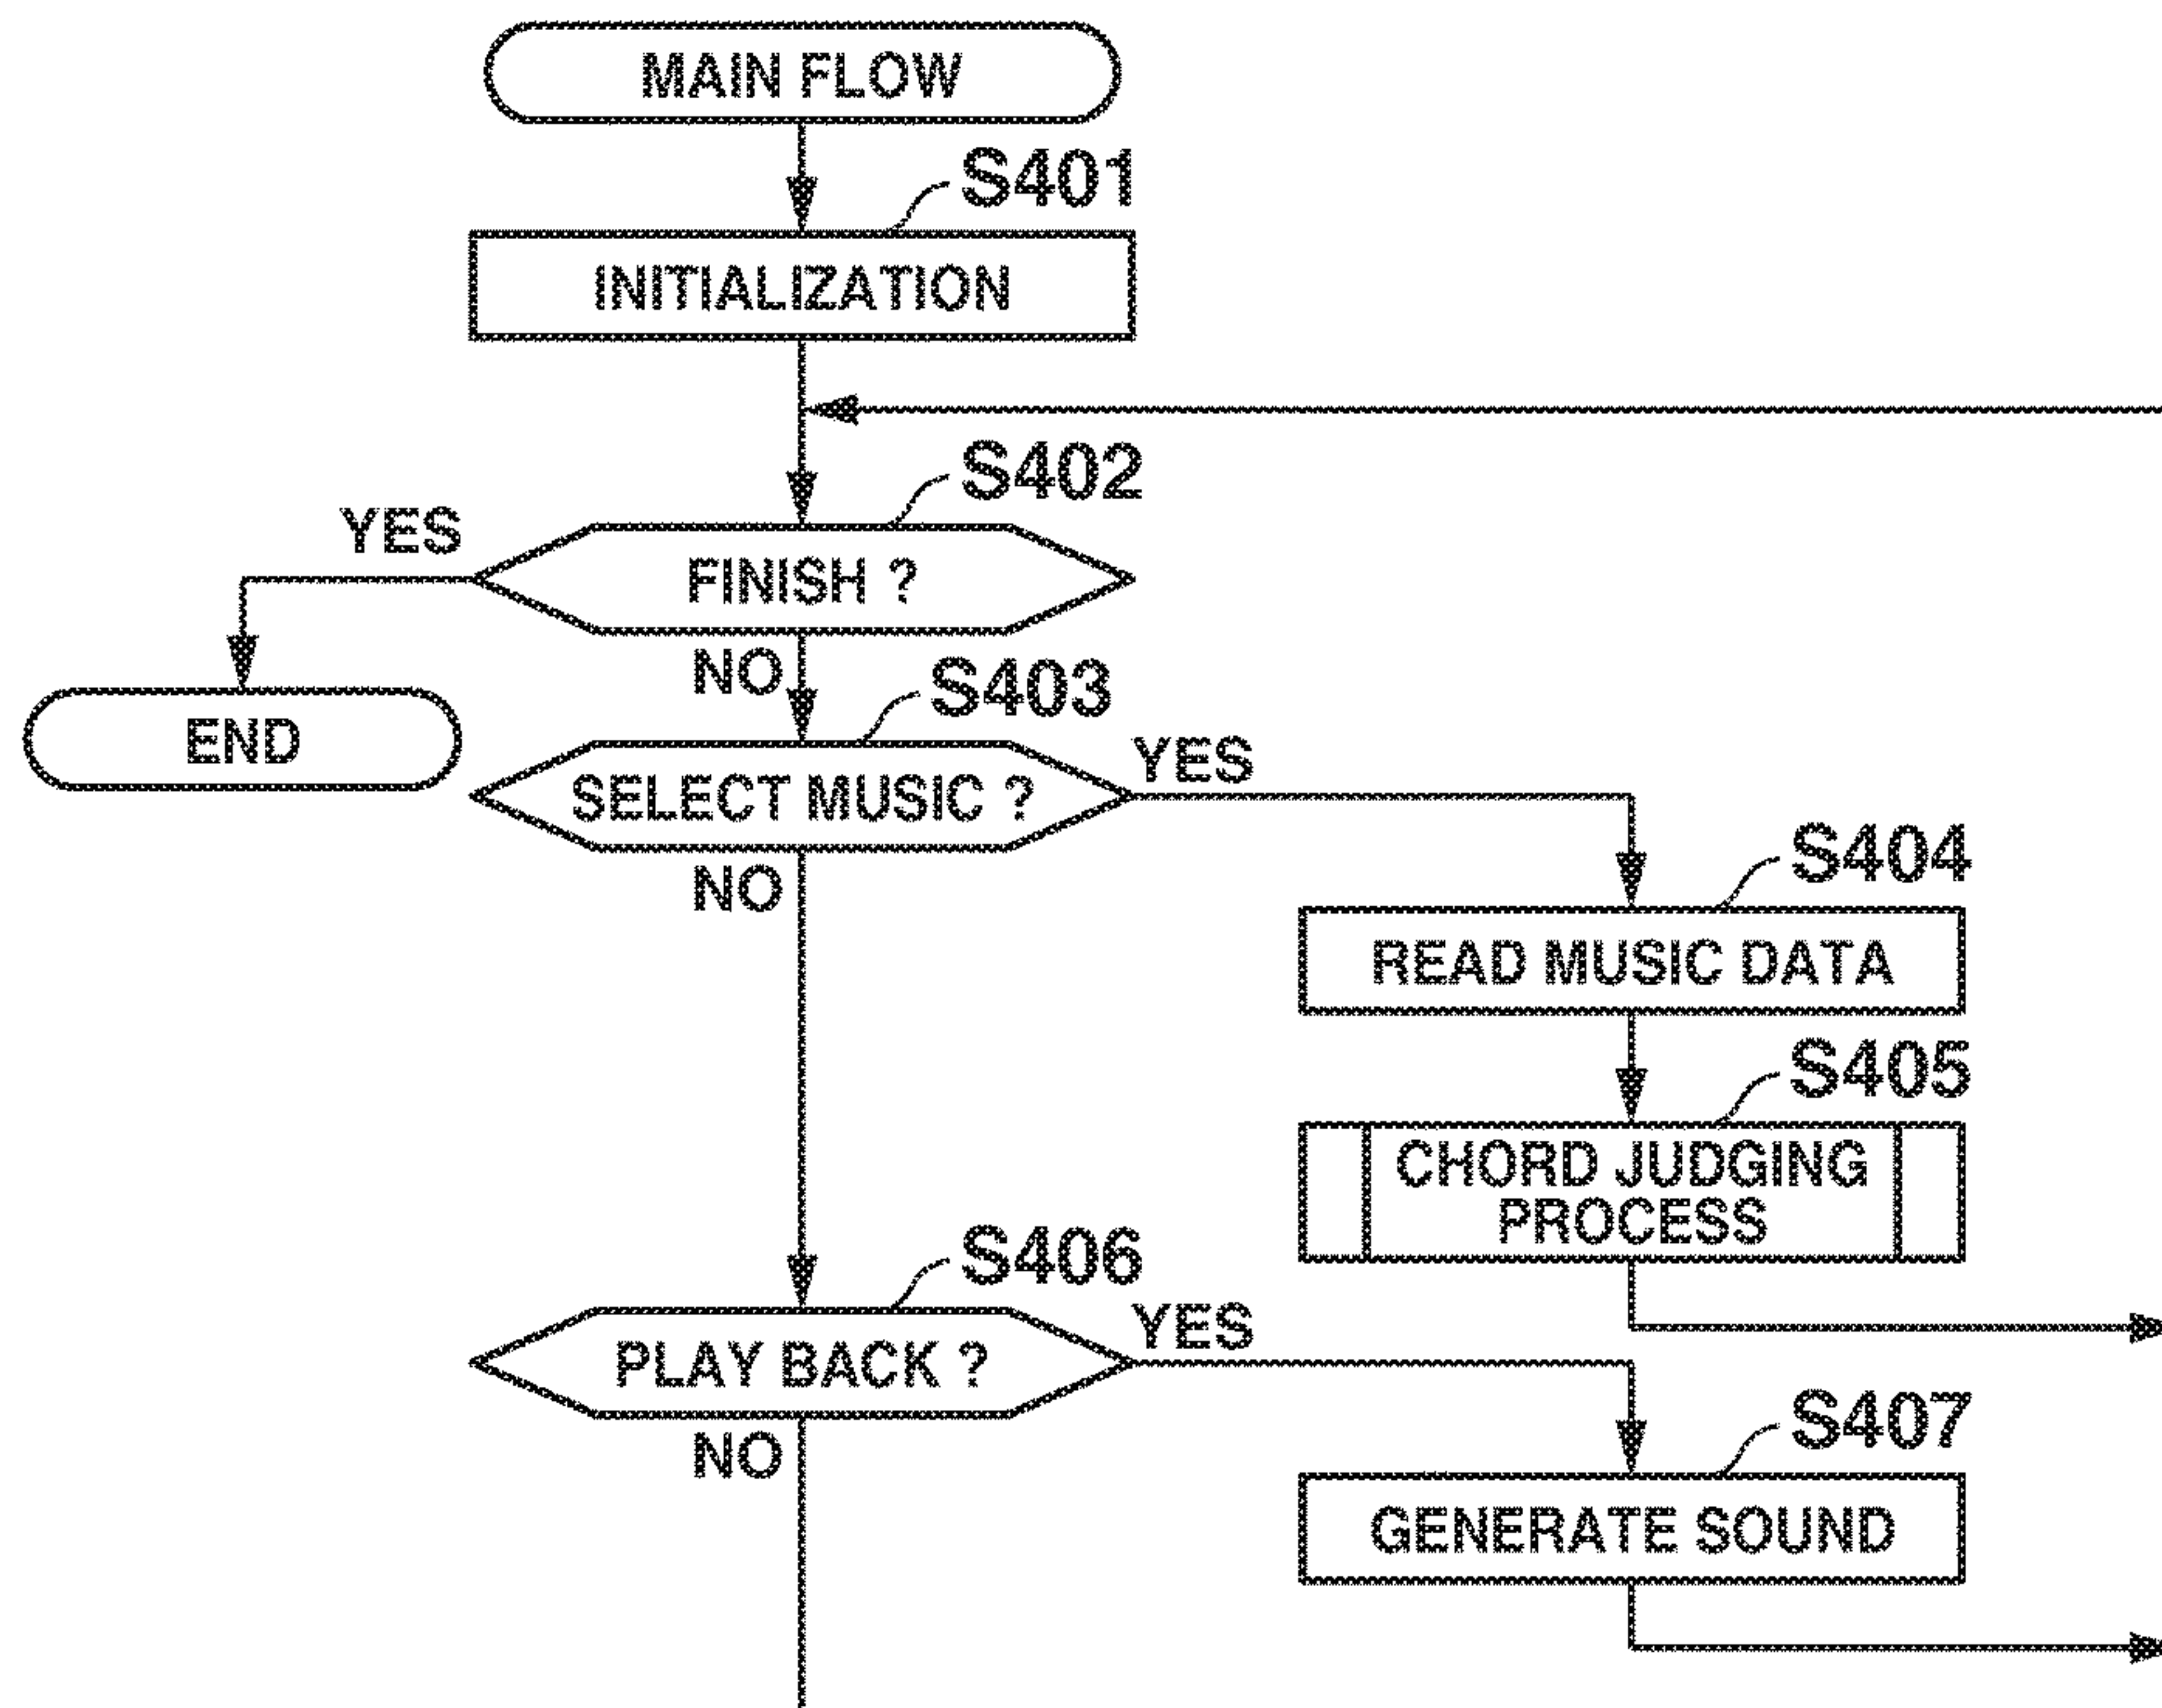 MAIN FLOW
S401
INITIALIZATION
S402
YES
FINISH ?
NO
S403
END
SELECT MUSIC ?
YES
NO
S404
READ MUSIC DATA
S405
CHORD JUDGING
PROCESS
S406
PLAY BACK ?
YES
NO
S407
GENERATE SOUND